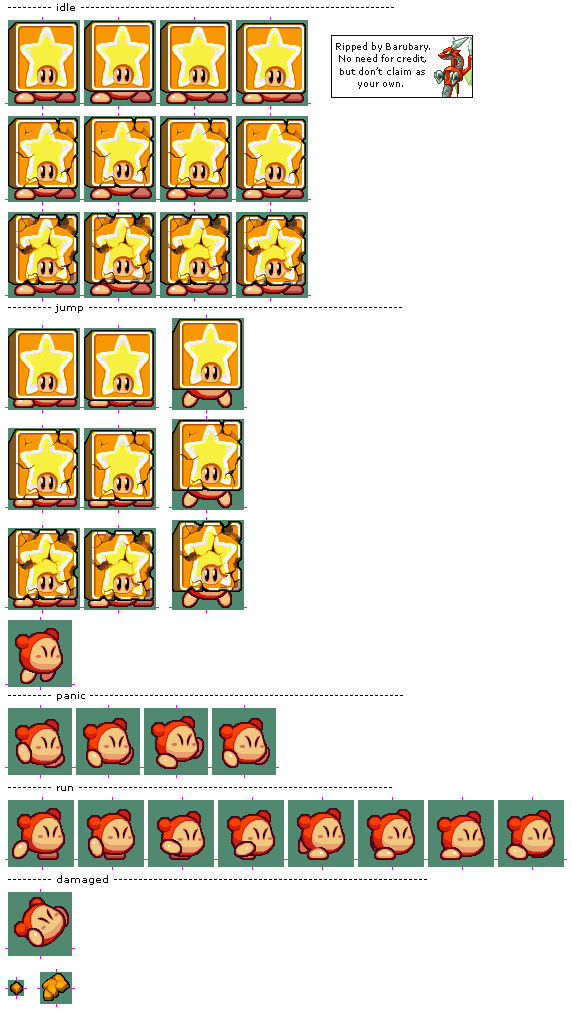 idle
Ripped by Barubary.
No need for credit,
but don't claim as
your own.
jump
panic
run
damaged